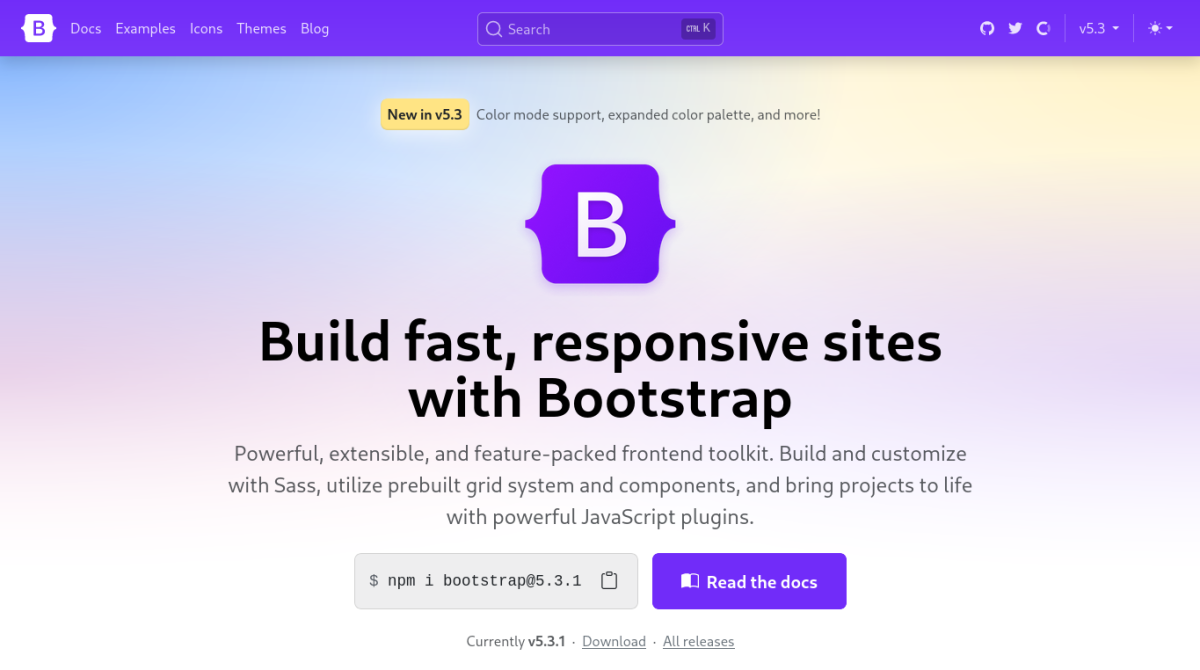 B Docs Examples Icons Themes Blog Search CTRL K v5.3
New in v5.3 Color mode support, expanded color palette, and more!
B
Build fast, responsive sites
with Bootstrap
Powerful, extensible, and feature-packed frontend toolkit. Build and customize
with Sass, utilize prebuilt grid system and components, and bring projects to life
with powerful JavaScript plugins.
$ npm i bootstrap@5.3.1 Read the docs
Currently v5.3.1 · Download · All releases